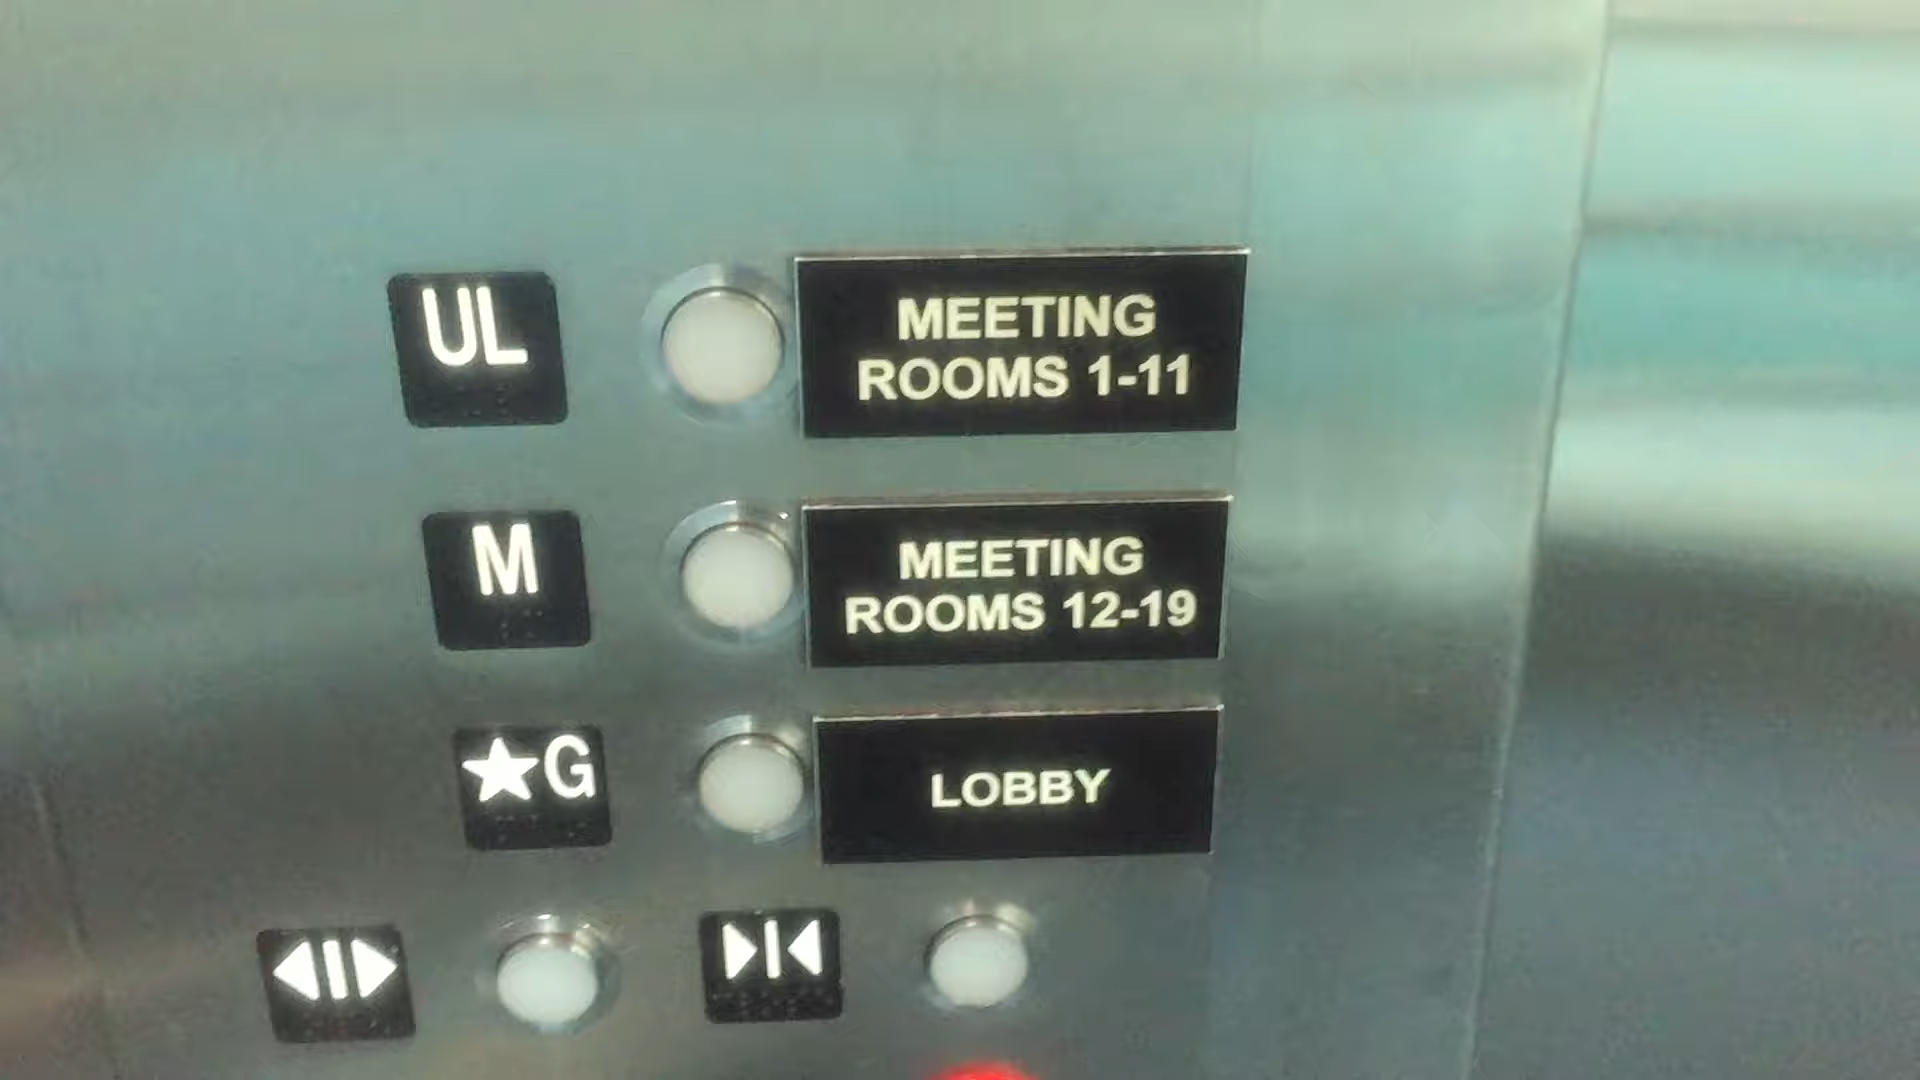 UL
MEETING
ROOMS 1-11
M
MEETING
ROOMS 12-19
★G
LOBBY